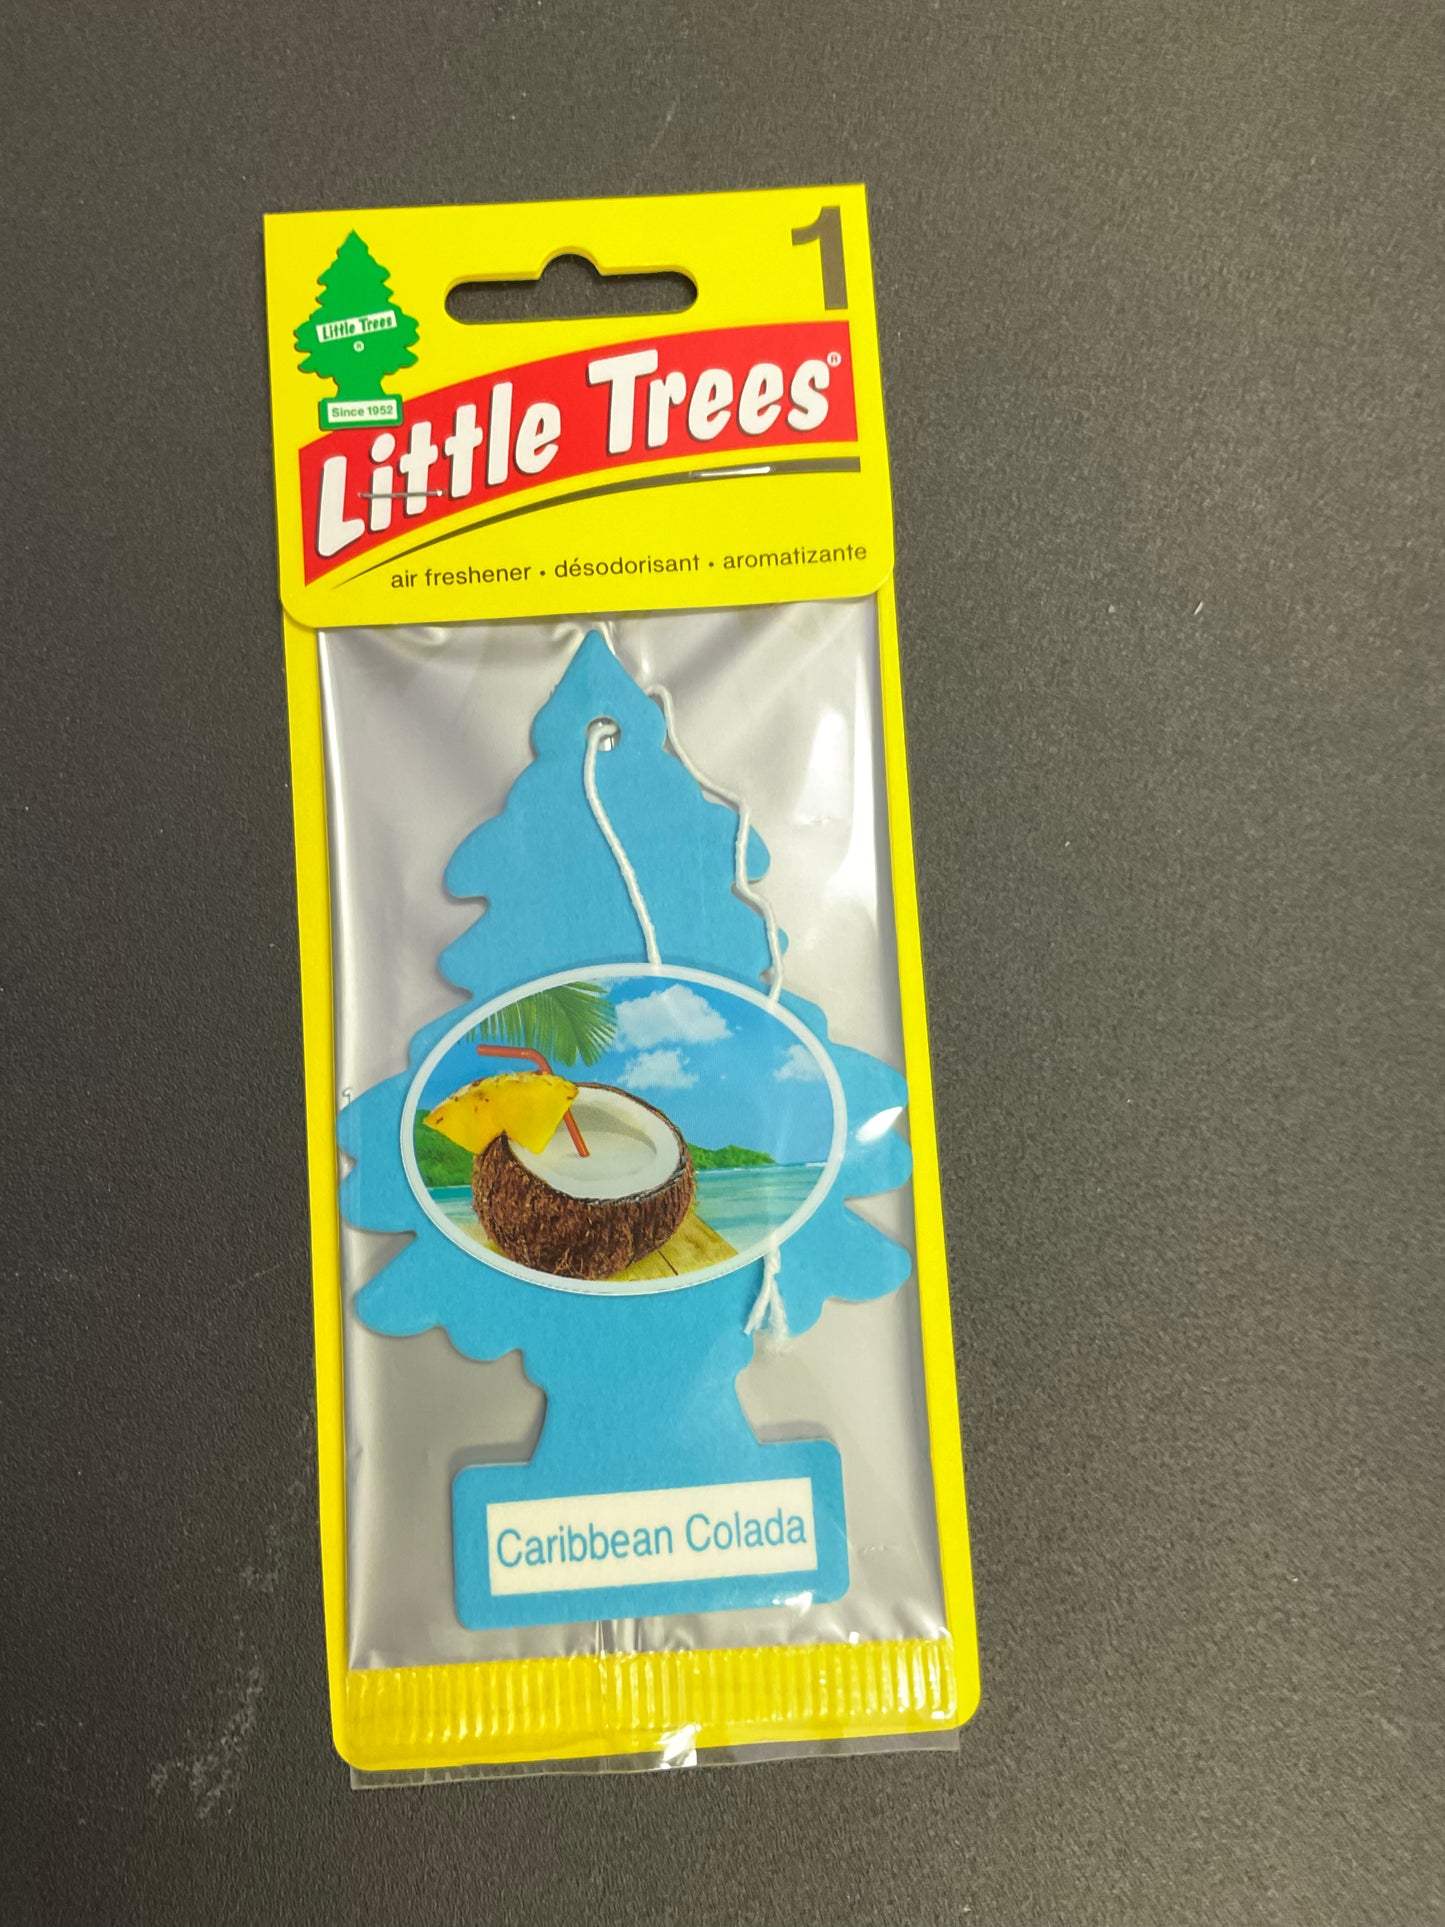 1
Little Trees
®
Since 1952
Little Trees®
air freshener • désodorisant • aromatizante
Caribbean Colada